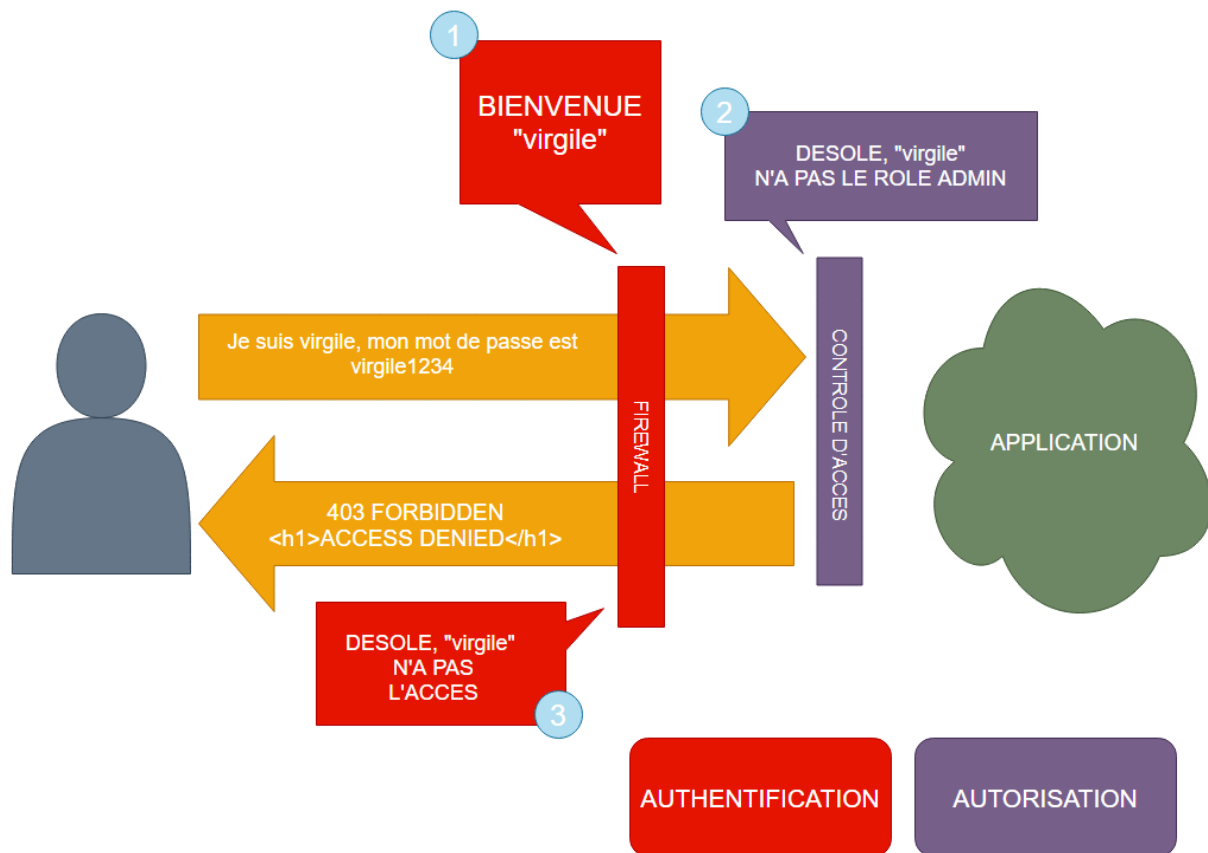 1
BIENVENUE
"virgile"
2
DESOLE, "virgile"
N'A PAS LE ROLE ADMIN
Je suis virgile, mon mot de passe est
virgile1234
FIREWALL
CONTROLE D'ACCES
APPLICATION
403 FORBIDDEN
<h1>ACCESS DENIED</h1>
DESOLE, "virgile"
N'A PAS
L'ACCES
3
AUTHENTIFICATION
AUTORISATION